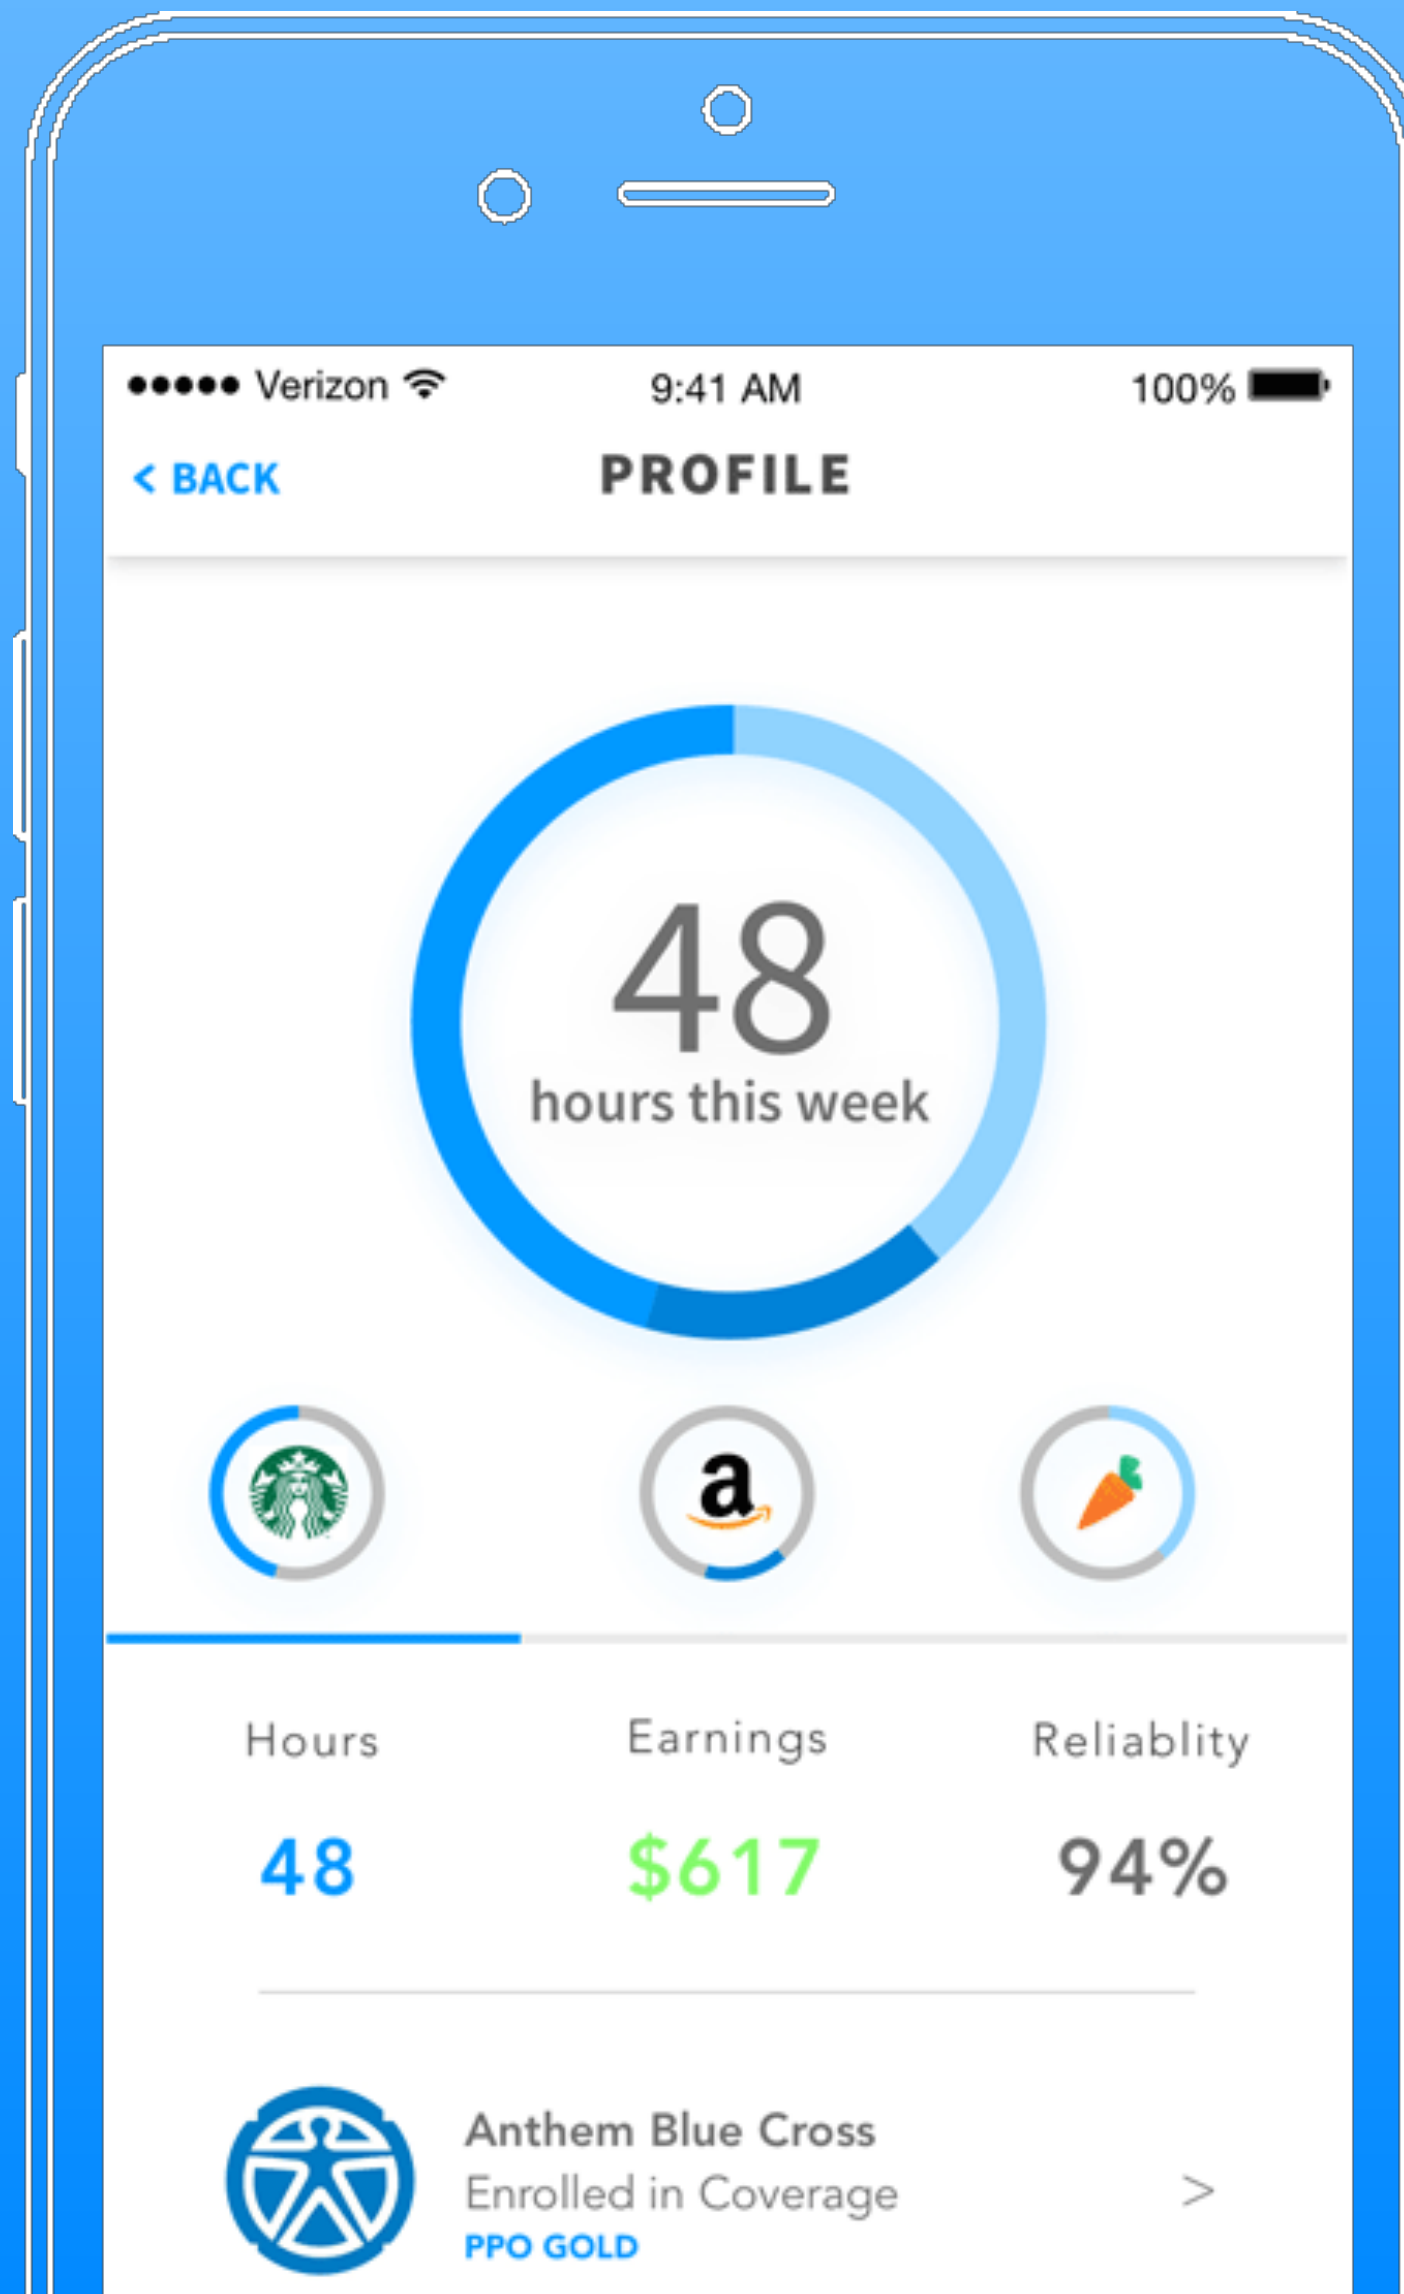 Verizon 9:41 AM 100%
< BACK PROFILE
48
hours this week
a
Hours Earnings Reliablity
48 $617 94%
Anthem Blue Cross
Enrolled in Coverage >
PPO GOLD